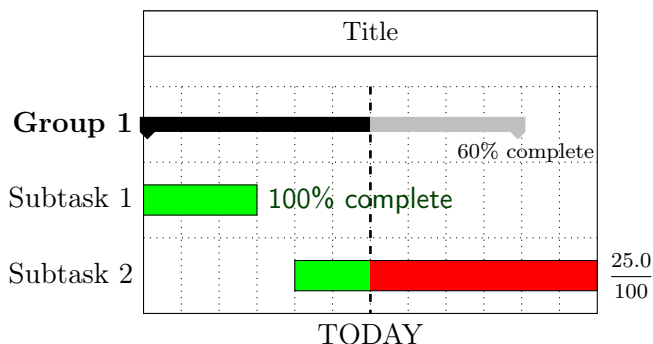 Title
Group 1
60% complete
Subtask 1
100% complete
Subtask 2
25.0
100
TODAY